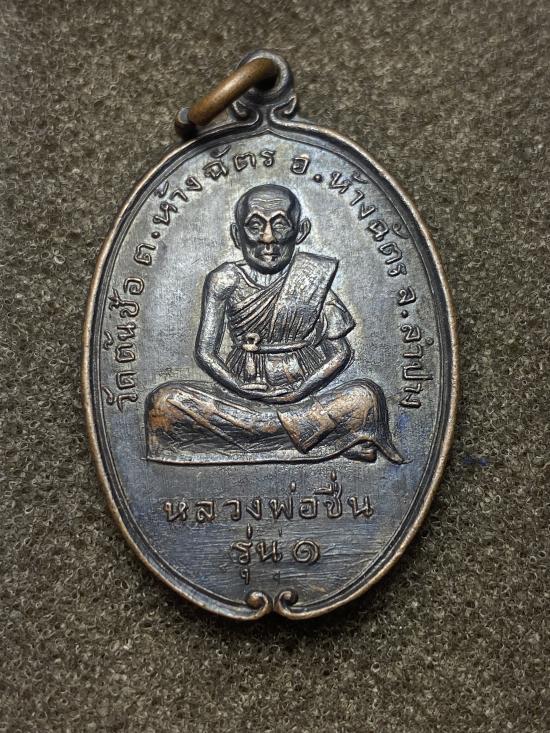 วัดต้นซ้อ ต.ห้างฉัตร อ.ห้างฉัตร จ.ลำปาง
หลวงพ่อชื่น
รุ่น ๑